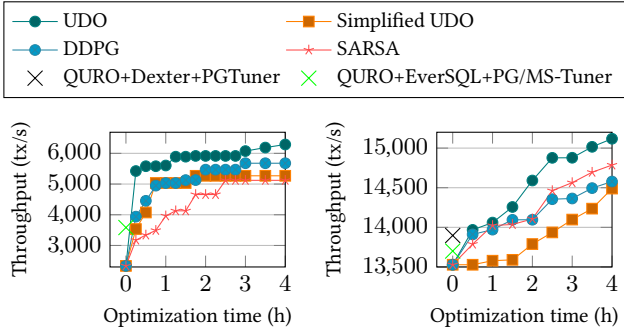 UDO
Simplified UDO
DDPG
SARSA
QURO+Dexter+PGTuner
QURO+EverSQL+PG/MS-Tuner
Throughput (tx/s)
6,000
5,000
4,000
3,000
0 1 2 3 4
Optimization time (h)
Throughput (tx/s)
15,000
14,500
14,000
13,500
0 1 2 3 4
Optimization time (h)